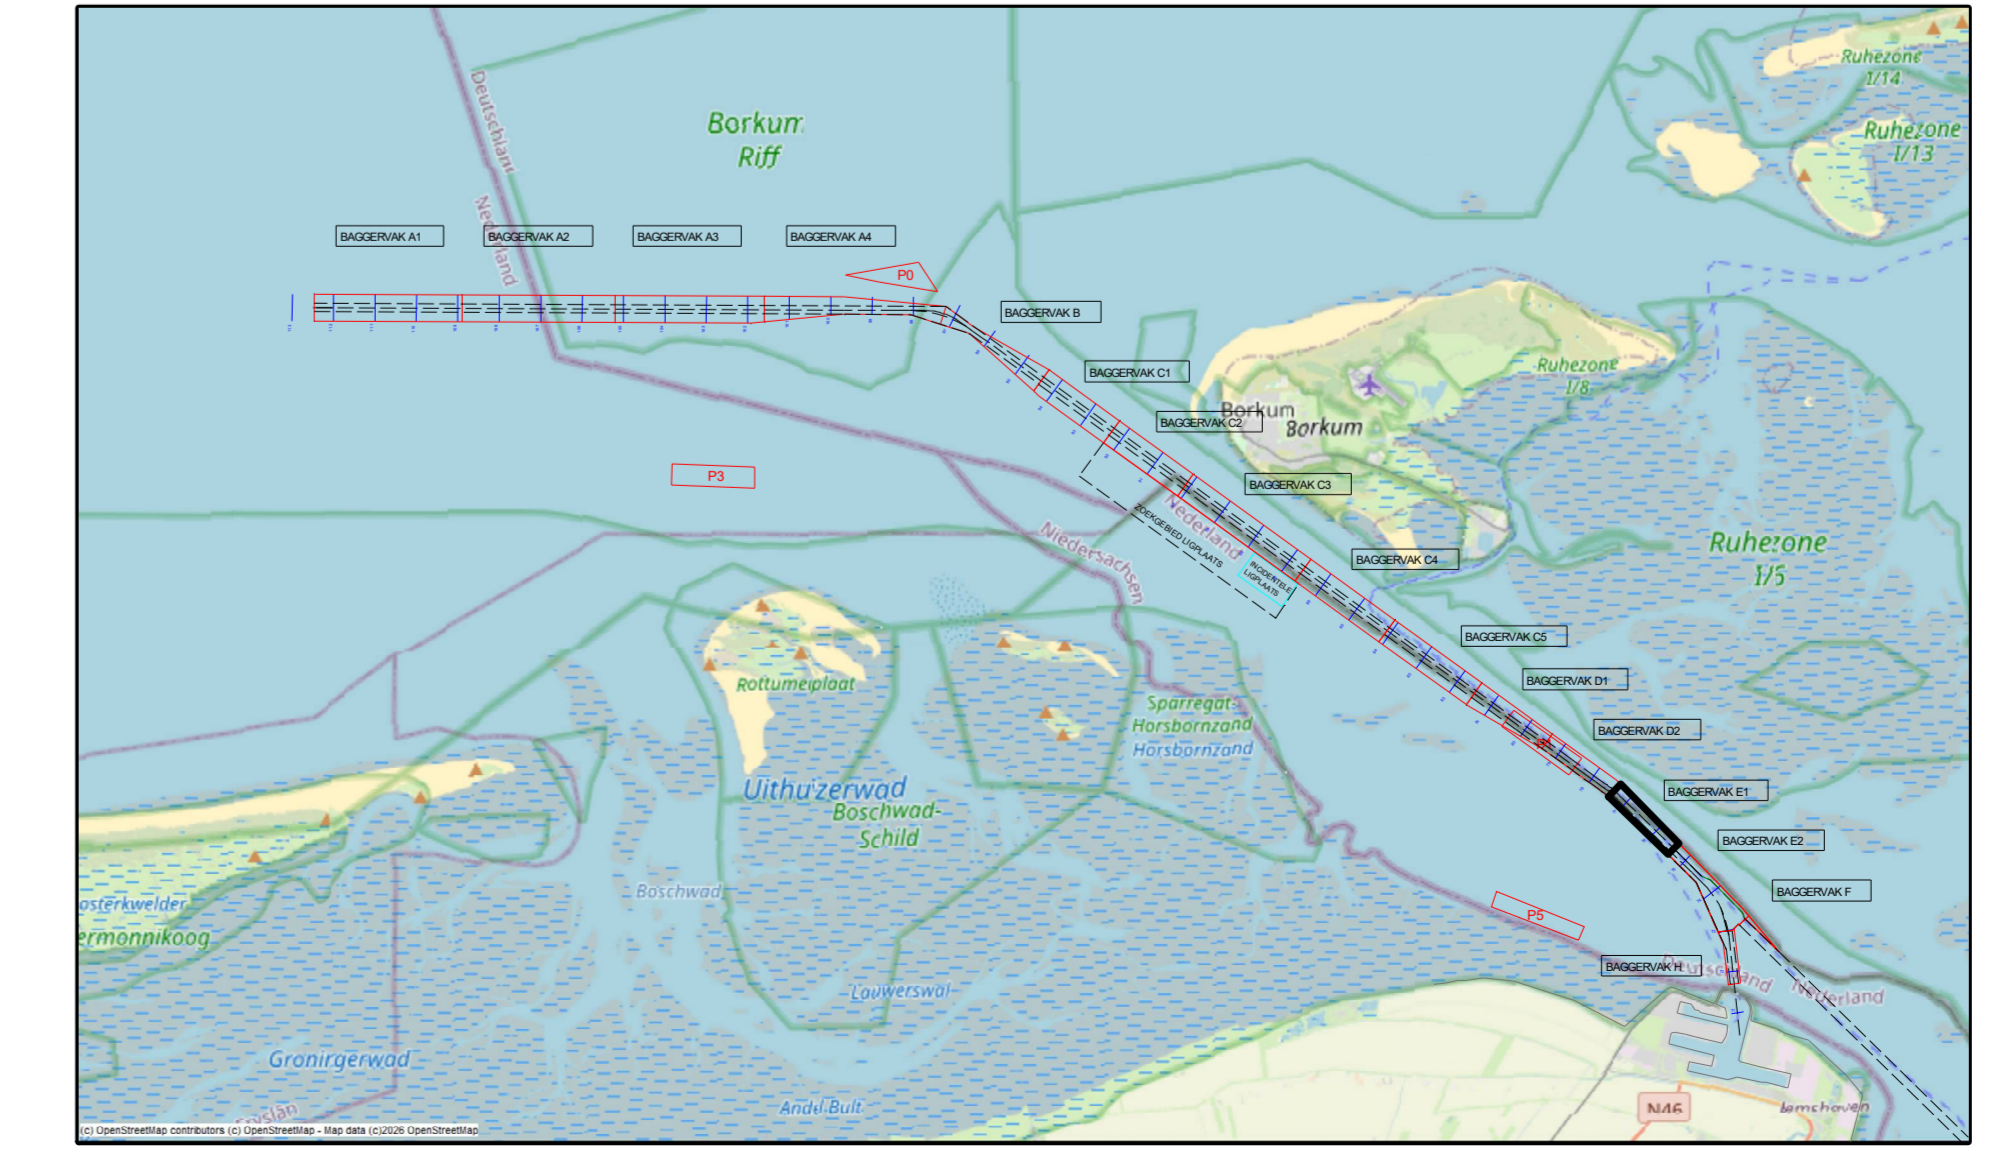 Ruhezone
I/14
Ruhezone
I/13
Deutschland
Nederland
Borkum
Riff
BAGGERVAK A1
BAGGERVAK A2
BAGGERVAK A3
BAGGERVAK A4
P0
BAGGERVAK B
BAGGERVAK C1
BAGGERVAK C2
Borkum
Borkum
Ruhezone
I/8
P3
BAGGERVAK C3
Nederland
Niedersachsen
ZOEKGEBIED LIGPLAATS
INCIDENTELE
LIGPLAATS
BAGGERVAK C4
Ruhezone
I/5
BAGGERVAK C5
BAGGERVAK D1
BAGGERVAK D2
Rottumerplaat
Sparregat-
Horsbornzand
Horsbornzand
Uithuizerwad
Boschwad-
Schild
BAGGERVAK E1
BAGGERVAK E2
BAGGERVAK F
Boschwad
osterkwelder
ermonnikoog
P5
BAGGERVAK H
Deutschland
Nederland
Lauwerswal
Groningerwad
Andel-Bult
Fryslân
N46
Eemshaven
(c) OpenStreetMap contributors (c) OpenStreetMap - Map data (c)2026 OpenStreetMap